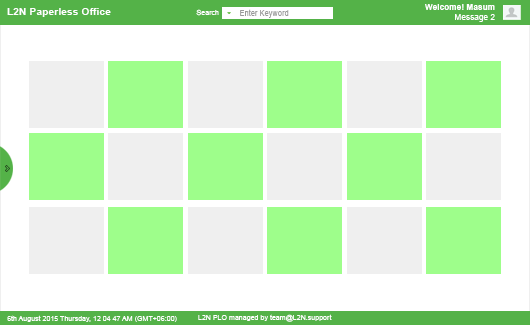 L2N Paperless Office
Search
Enter Keyword
Welcome! Masum
Message 2
6th August 2015 Thursday, 12 04 47 AM (GMT+06:00)
L2N PLO managed by team@L2N.support